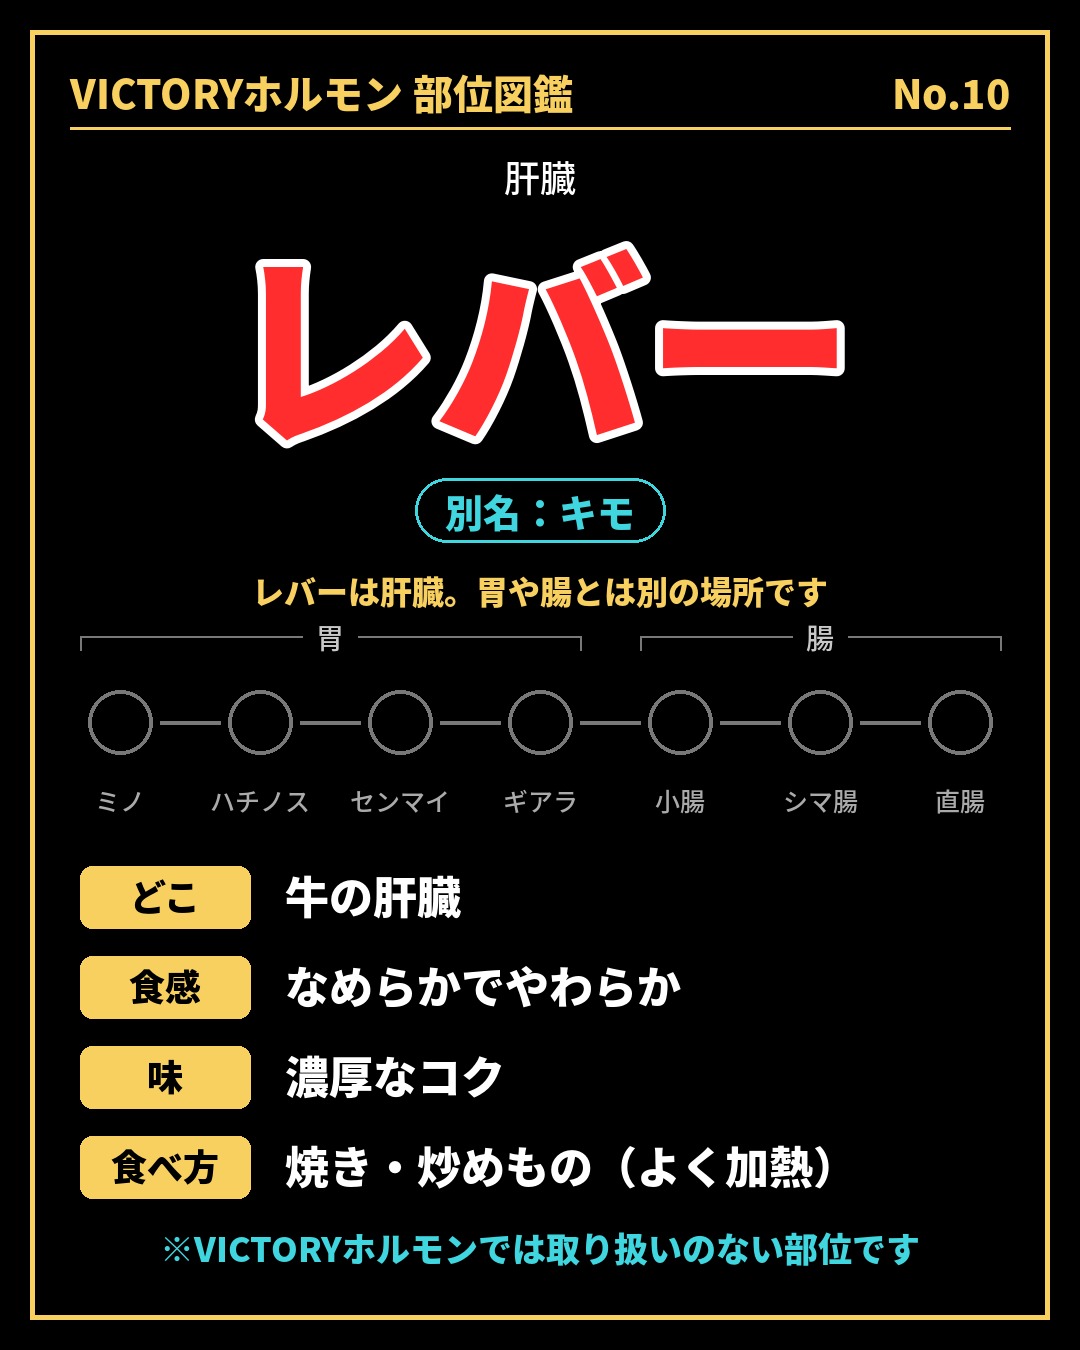 VICTORYホルモン 部位図鑑 No.10
肝臓
レバー
別名：キモ
レバーは肝臓。胃や腸とは別の場所です
胃 腸
ミノ ハチノス センマイ ギアラ 小腸 シマ腸 直腸
どこ 牛の肝臓
食感 なめらかでやわらか
味 濃厚なコク
食べ方 焼き・炒めもの（よく加熱）
※VICTORYホルモンでは取り扱いのない部位です